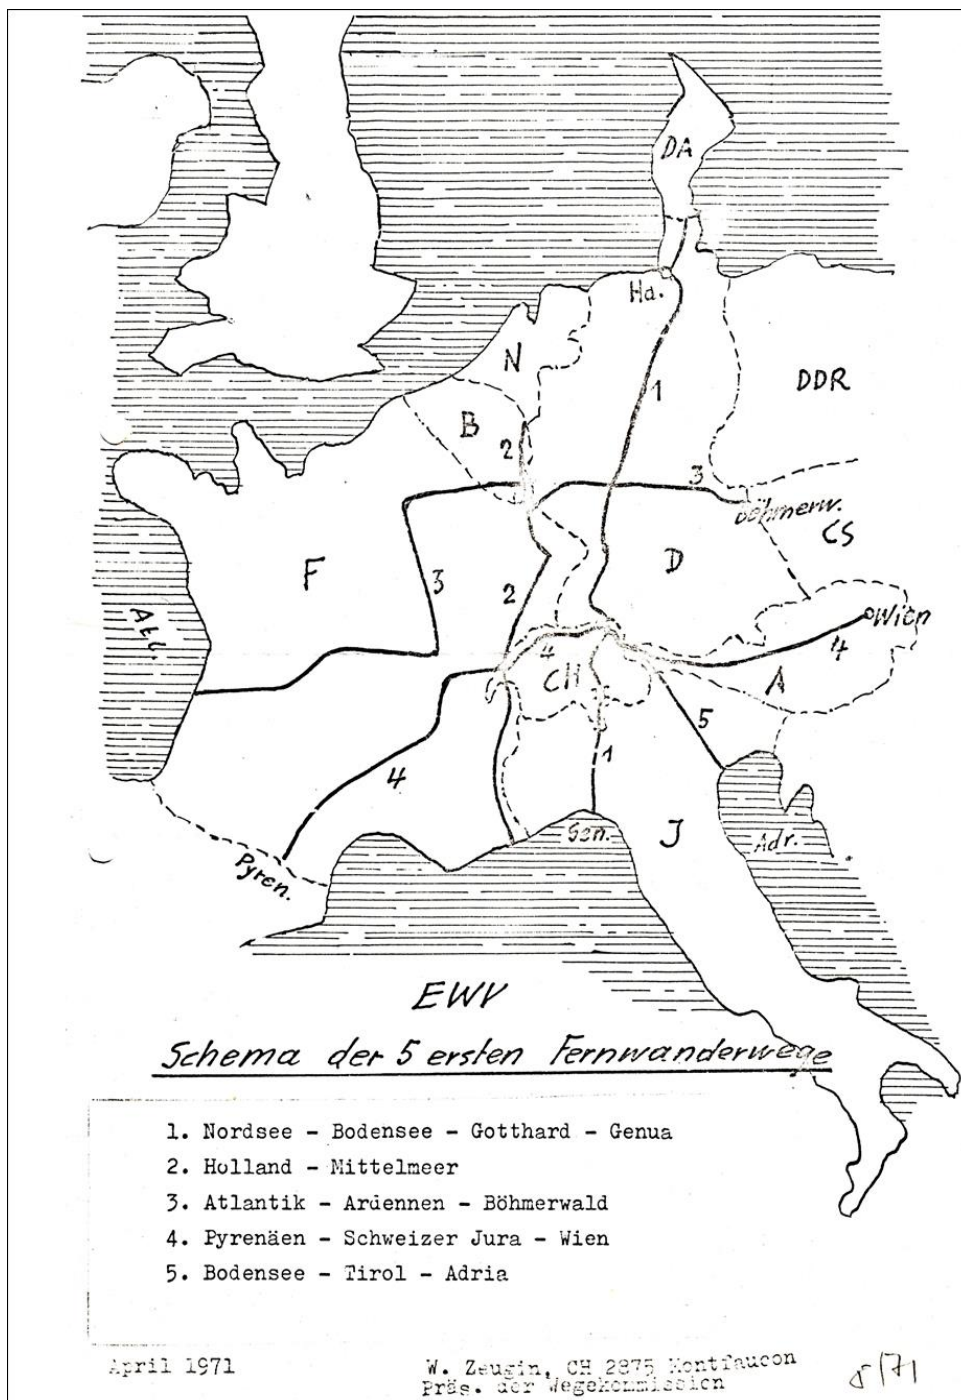 DA
Ha.
N
1
DDR
B
2
3
Böhmerw.
CS
F
3
2
D
Atl.
Wien
4
4
CH
A
5
4
1
Gen.
J
Adr.
Pyren.
EWV
Schema der 5 ersten Fernwanderwege
1. Nordsee - Bodensee - Gotthard - Genua
2. Holland - Mittelmeer
3. Atlantik - Ardennen - Böhmerwald
4. Pyrenäen - Schweizer Jura - Wien
5. Bodensee - Tirol - Adria
April 1971
W. Zeugin, CH 2875 Montfaucon
Präs. der Wegekommission
5/71